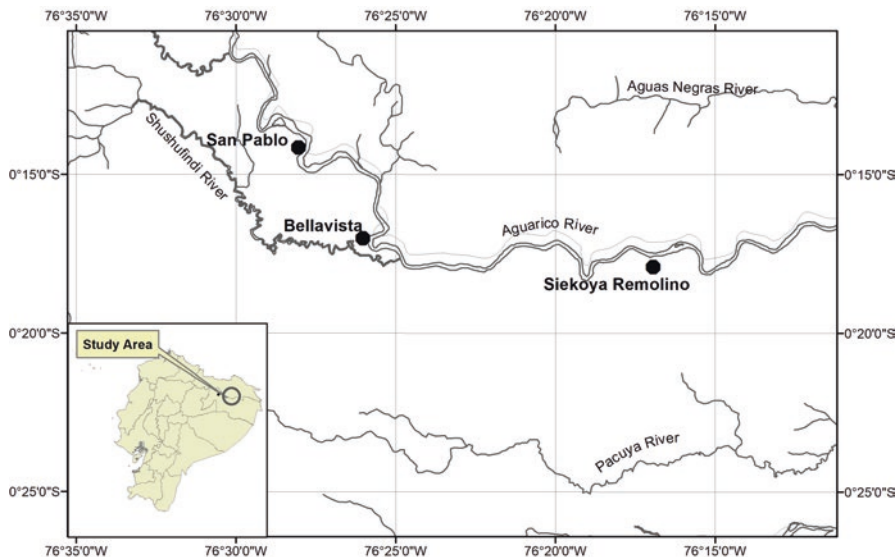 76°35'0"W 76°30'0"W 76°25'0"W 76°20'0"W 76°15'0"W
Aguas Negras River
San Pablo
Shushufindi River
0°15'0"S 0°15'0"S
Bellavista
Aguarico River
Siekoya Remolino
0°20'0"S 0°20'0"S
Study Area
Pacuya River
0°25'0"S 0°25'0"S
76°35'0"W 76°30'0"W 76°25'0"W 76°20'0"W 76°15'0"W